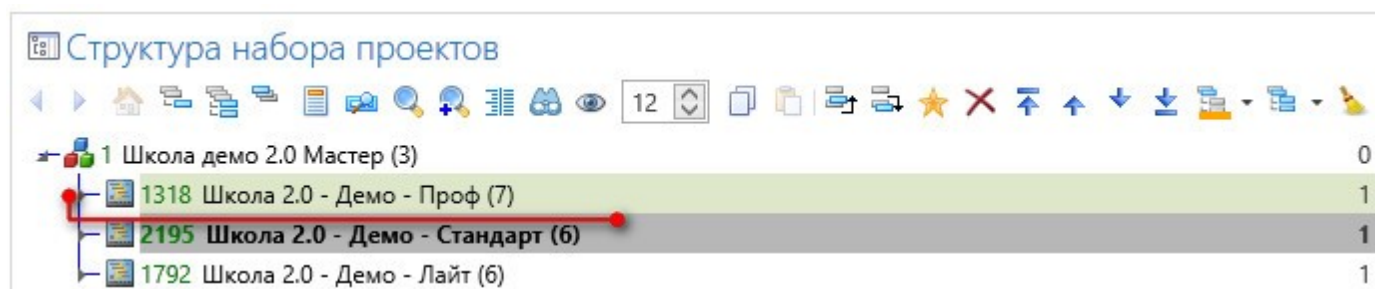 Структура набора проектов
12
1 Школа демо 2.0 Мастер (3) 0
1318 Школа 2.0 - Демо - Проф (7) 1
2195 Школа 2.0 - Демо - Стандарт (6) 1
1792 Школа 2.0 - Демо - Лайт (6) 1